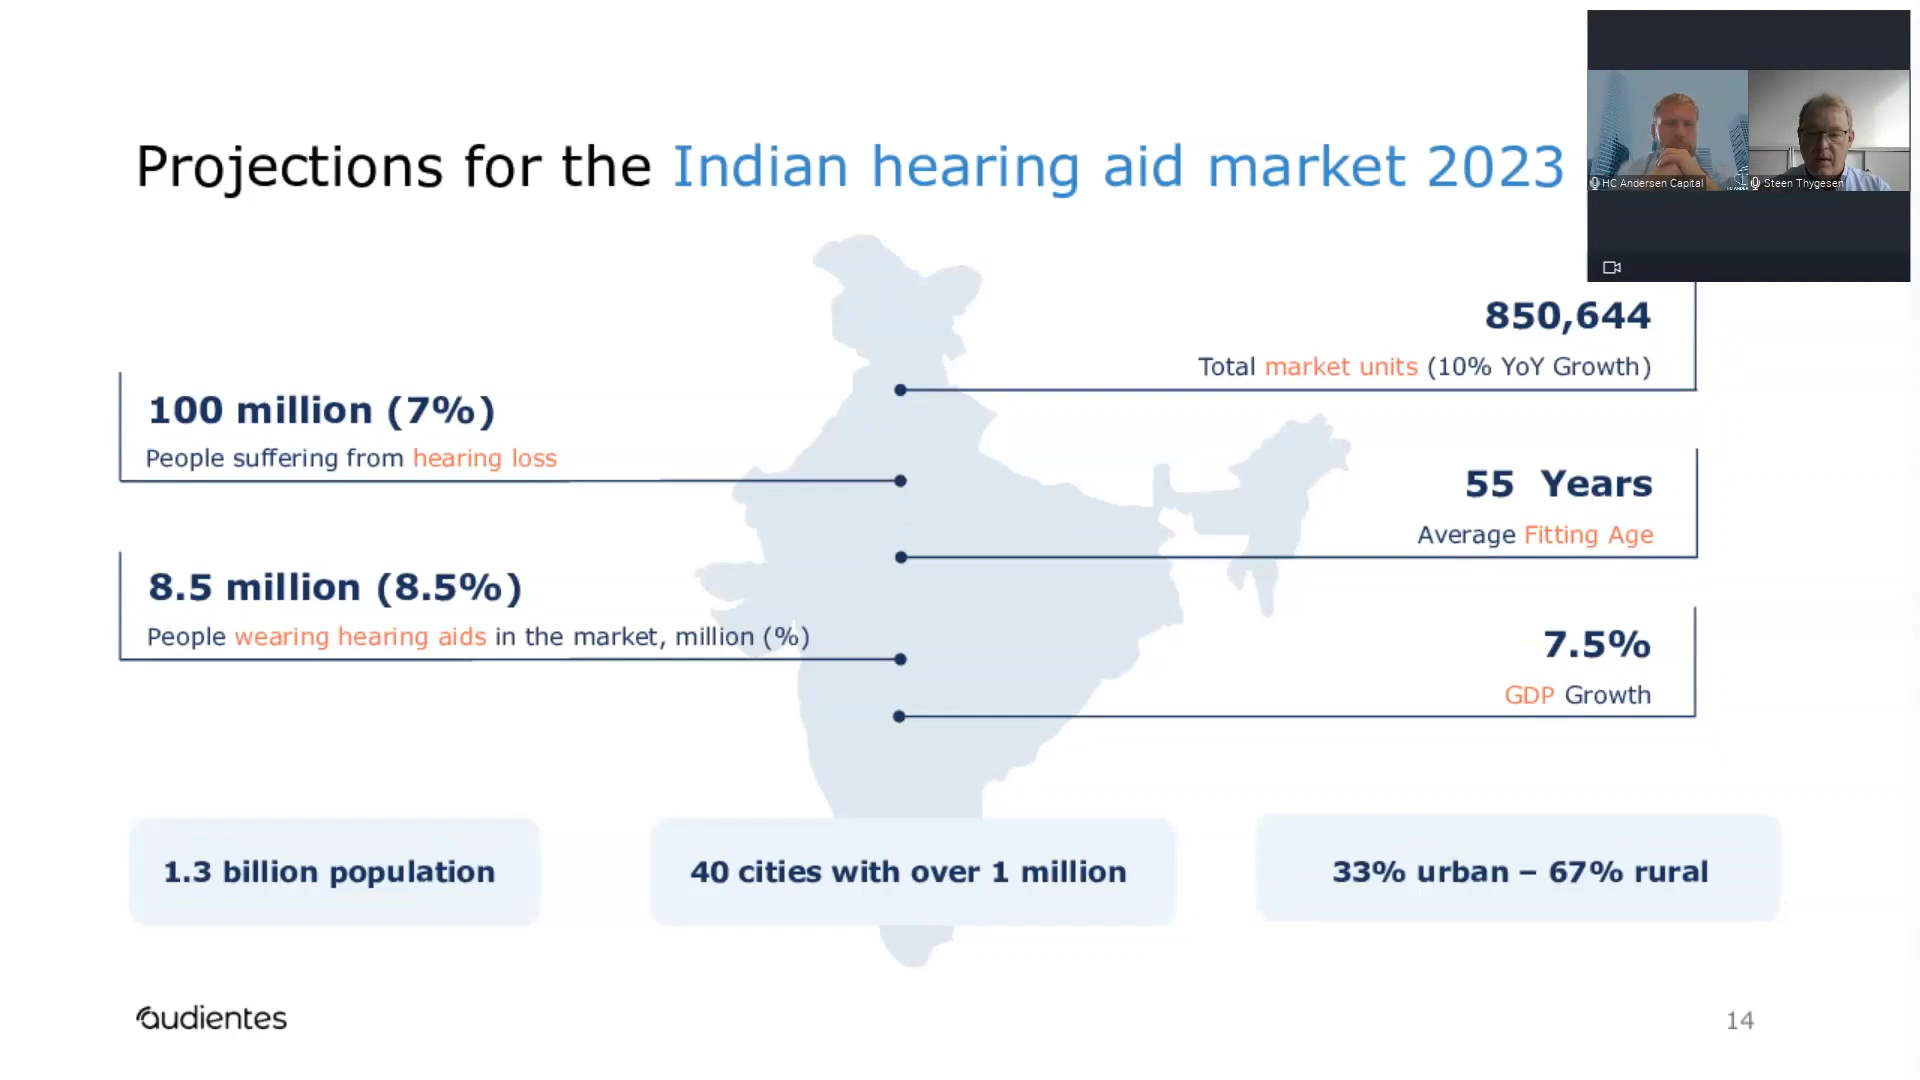 Projections for the Indian hearing aid market 2023
HC Andersen Capital
Steen Thygesen
850,644
Total market units (10% YoY Growth)
100 million (7%)
People suffering from hearing loss
55 Years
Average Fitting Age
8.5 million (8.5%)
People wearing hearing aids in the market, million (%)
7.5%
GDP Growth
1.3 billion population
40 cities with over 1 million
33% urban – 67% rural
audientes
14